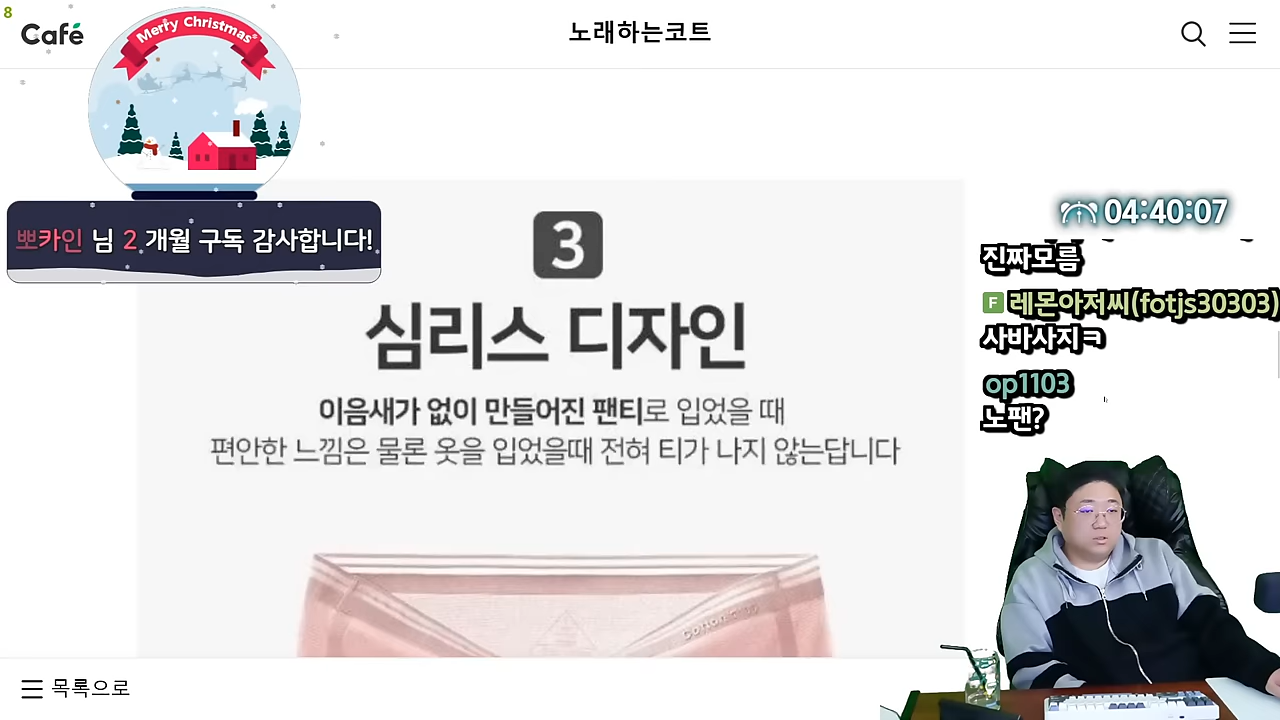 8
Café
노래하는코트
Merry Christmas
뽀카인 님 2 개월 구독 감사합니다!
3
심리스 디자인
이음새가 없이 만들어진 팬티로 입었을 때
편안한 느낌은 물론 옷을 입었을때 전혀 티가 나지 않는답니다
04:40:07
진짜모름
F 레몬아저씨(fotjs30303)
사바사지ㅋ
op1103
노팬?
목록으로